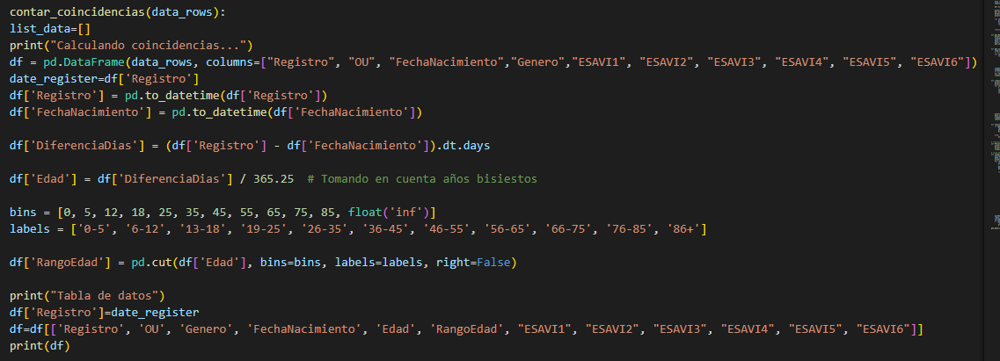 contar_coincidencias(data_rows):
list_data=[]
print("Calculando coincidencias...")
df = pd.DataFrame(data_rows, columns=["Registro", "OU", "FechaNacimiento","Genero","ESAVI1", "ESAVI2", "ESAVI3", "ESAVI4", "ESAVI5", "ESAVI6"])
date_register=df['Registro']
df['Registro'] = pd.to_datetime(df['Registro'])
df['FechaNacimiento'] = pd.to_datetime(df['FechaNacimiento'])
df['DiferenciaDias'] = (df['Registro'] - df['FechaNacimiento']).dt.days
df['Edad'] = df['DiferenciaDias'] / 365.25  # Tomando en cuenta años bisiestos
bins = [0, 5, 12, 18, 25, 35, 45, 55, 65, 75, 85, float('inf')]
labels = ['0-5', '6-12', '13-18', '19-25', '26-35', '36-45', '46-55', '56-65', '66-75', '76-85', '86+']
df['RangoEdad'] = pd.cut(df['Edad'], bins=bins, labels=labels, right=False)
print("Tabla de datos")
df['Registro']=date_register
df=df[['Registro', 'OU', 'Genero', 'FechaNacimiento', 'Edad', 'RangoEdad', "ESAVI1", "ESAVI2", "ESAVI3", "ESAVI4", "ESAVI5", "ESAVI6"]]
print(df)